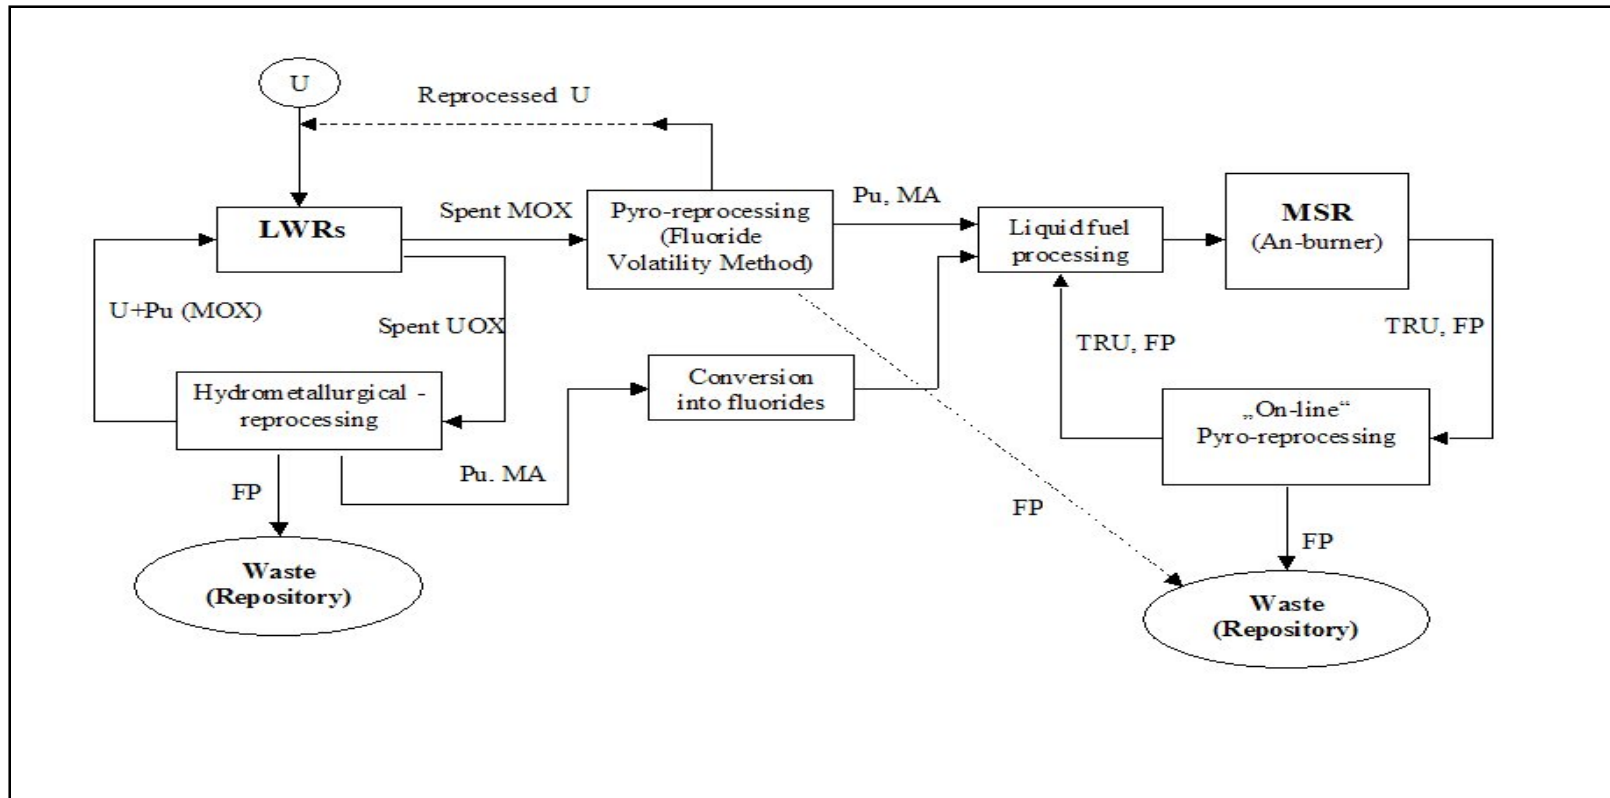 U
Reprocessed U
LWRs
Spent MOX
Pyro-reprocessing
(Fluoride
Volatility Method)
Pu, MA
Liquid fuel
processing
MSR
(An-burner)
U+Pu (MOX)
Spent UOX
TRU, FP
TRU, FP
Hydrometallurgical -
reprocessing
Conversion
into fluorides
„On-line“
Pyro-reprocessing
FP
Pu. MA
FP
FP
Waste
(Repository)
Waste
(Repository)